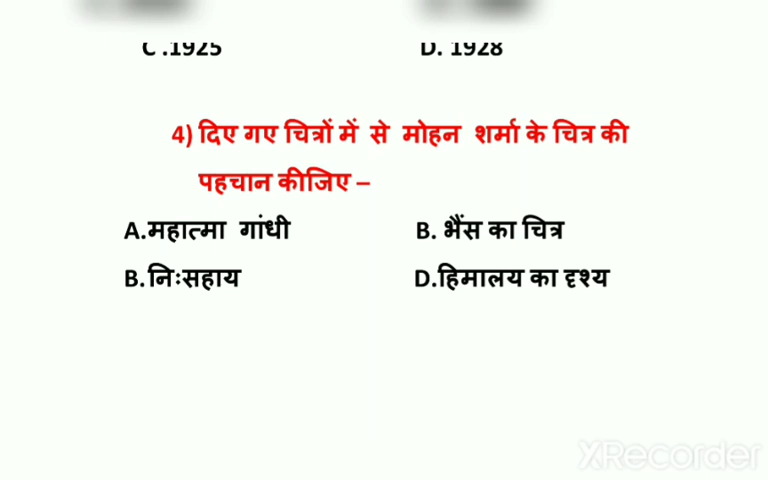 C .1925 D. 1928
4) दिए गए चित्रों में से मोहन शर्मा के चित्र की
पहचान कीजिए –
A.महात्मा गांधी B. भैंस का चित्र
B.निःसहाय D.हिमालय का दृश्य
XRecorder